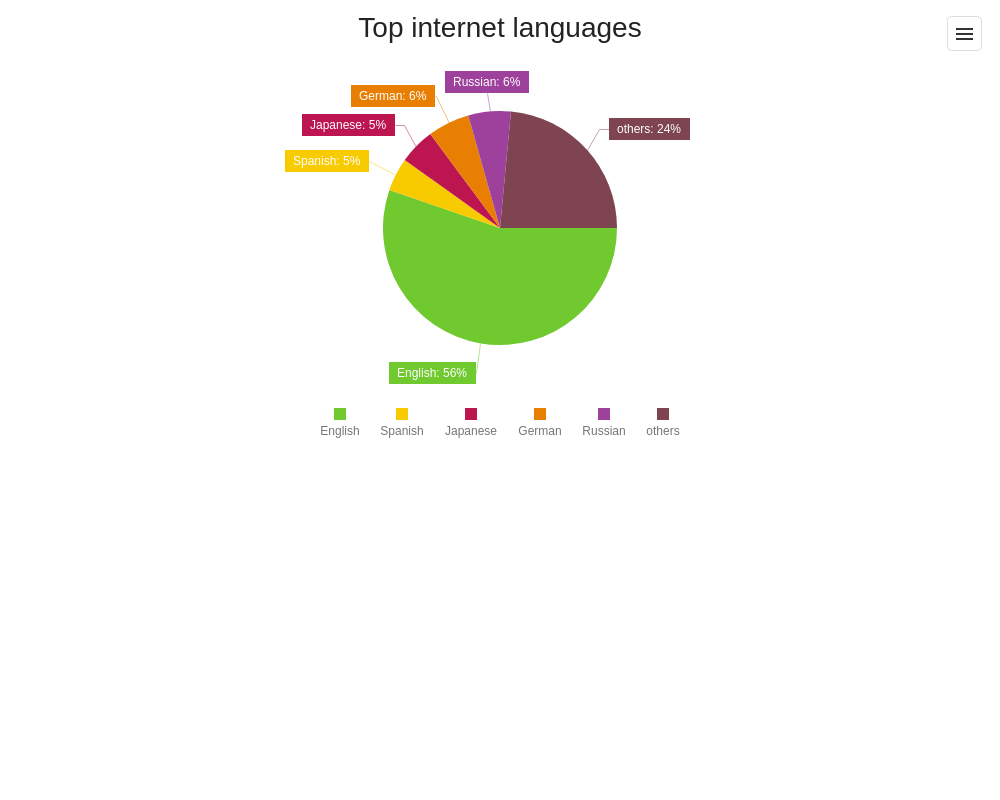 Top internet languages
Russian: 6%
German: 6%
Japanese: 5%
others: 24%
Spanish: 5%
English: 56%
English Spanish Japanese German Russian others